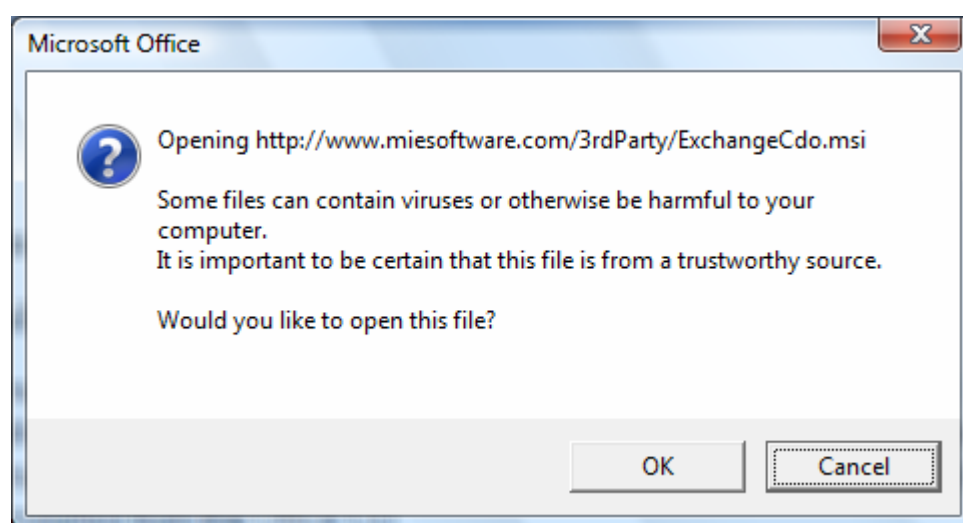 Microsoft Office
Opening http://www.miesoftware.com/3rdParty/ExchangeCdo.msi
Some files can contain viruses or otherwise be harmful to your
computer.
It is important to be certain that this file is from a trustworthy source.
Would you like to open this file?
OK
Cancel